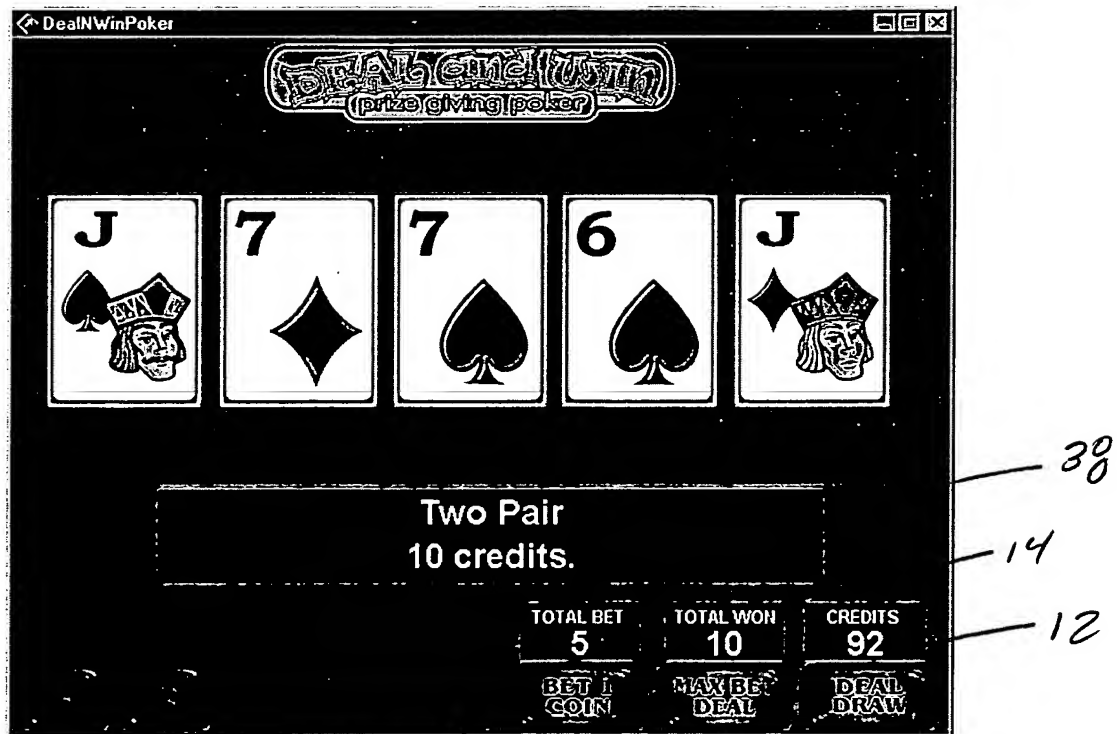 DealNWinPoker
DEAL and WIN
prize giving poker
J 7 7 6 J
38
Two Pair
10 credits.
14
TOTAL BET TOTAL WON CREDITS
5 10 92
12
BET 1 COIN MAX BET DEAL DEAL DRAW